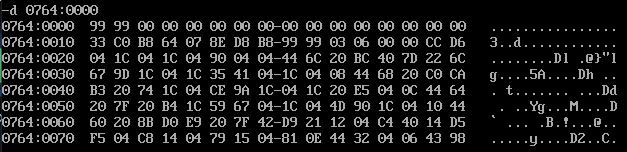 -d 0764:0000
0764:0000  99 99 00 00 00 00 00 00-00 00 00 00 00 00 00 00   ................
0764:0010  33 C0 B8 64 07 8E D8 B8-99 99 03 06 00 00 CC D6   3..d............
0764:0020  04 1C 04 1C 04 90 04 04-44 6C 20 BC 40 7D 22 6C   ........Dl .@}"l
0764:0030  67 9D 1C 04 1C 35 41 04-1C 04 08 44 68 20 C0 CA   g....5A....Dh ..
0764:0040  B3 20 74 1C 04 CE 9A 1C-04 1C 20 E5 04 0C 44 64   . t....... ...Dd
0764:0050  20 7F 20 B4 1C 59 67 04-1C 04 4D 90 1C 04 10 44    . ..Yg...M....D
0764:0060  60 20 8B D0 E9 20 7F 42-D9 21 12 04 C4 40 14 D5   ` ... .B.!...@..
0764:0070  F5 04 C8 14 04 79 15 04-81 0E 44 32 04 06 43 98   .....y....D2..C.